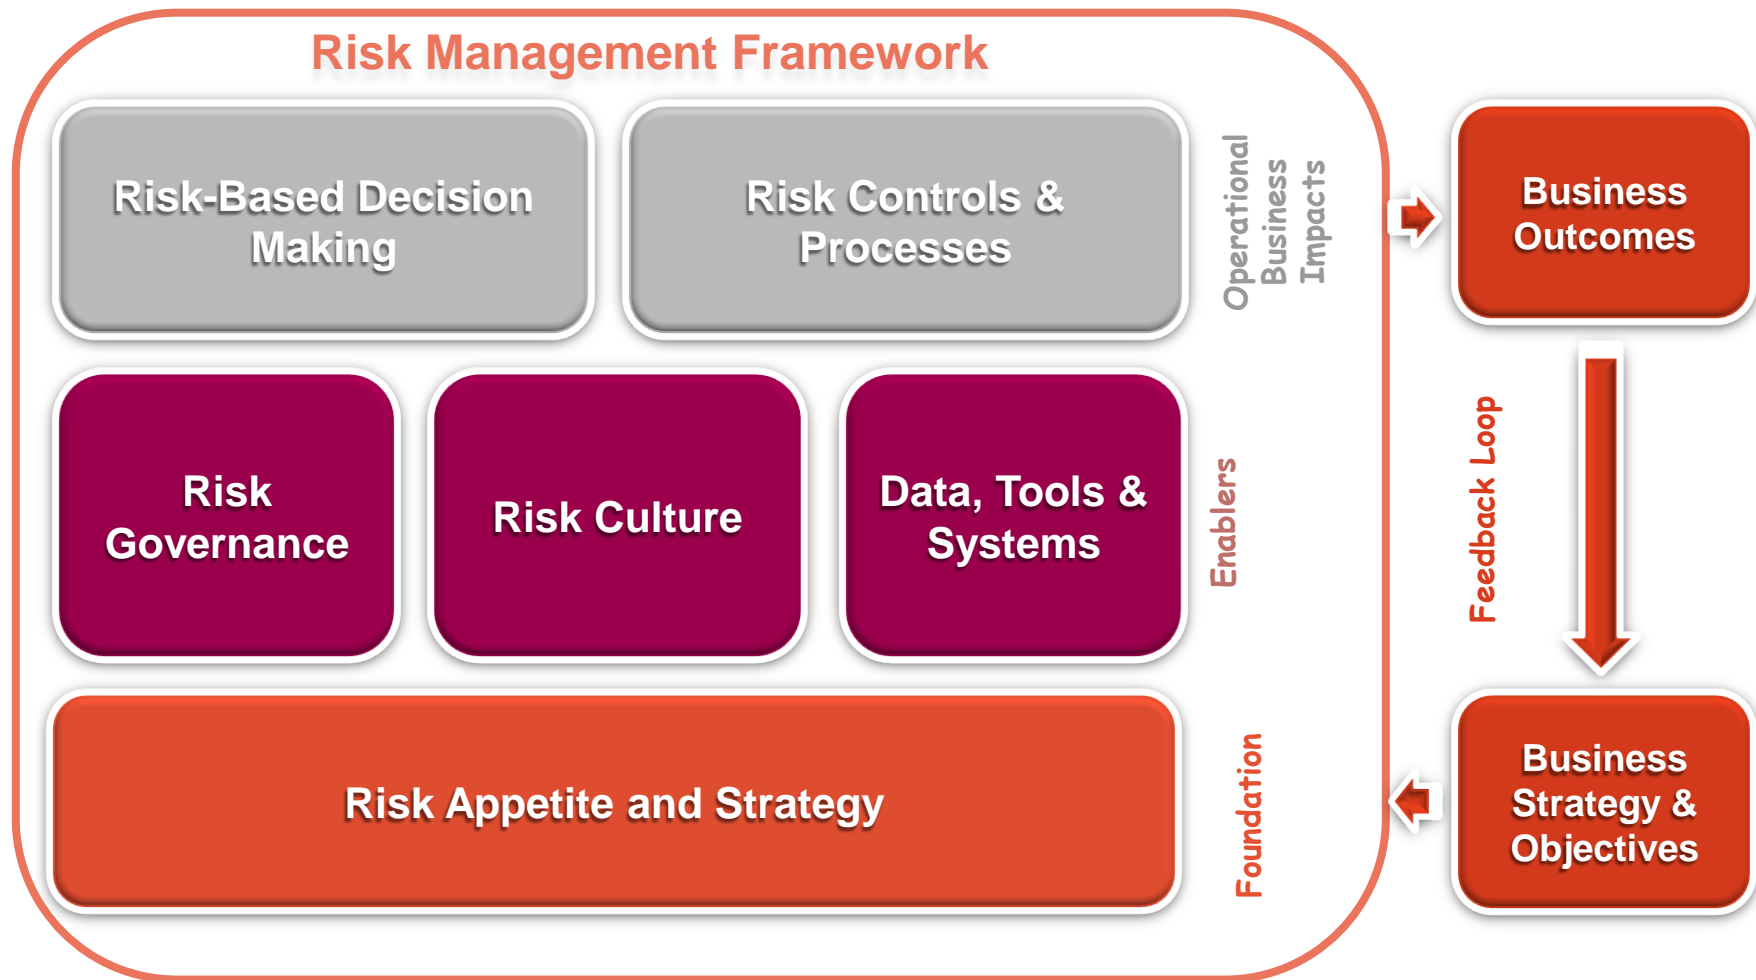 Risk Management Framework
Risk-Based Decision
Making
Risk Controls &
Processes
Operational
Business
Impacts
Business
Outcomes
Risk
Governance
Risk Culture
Data, Tools &
Systems
Enablers
Feedback Loop
Risk Appetite and Strategy
Foundation
Business
Strategy &
Objectives